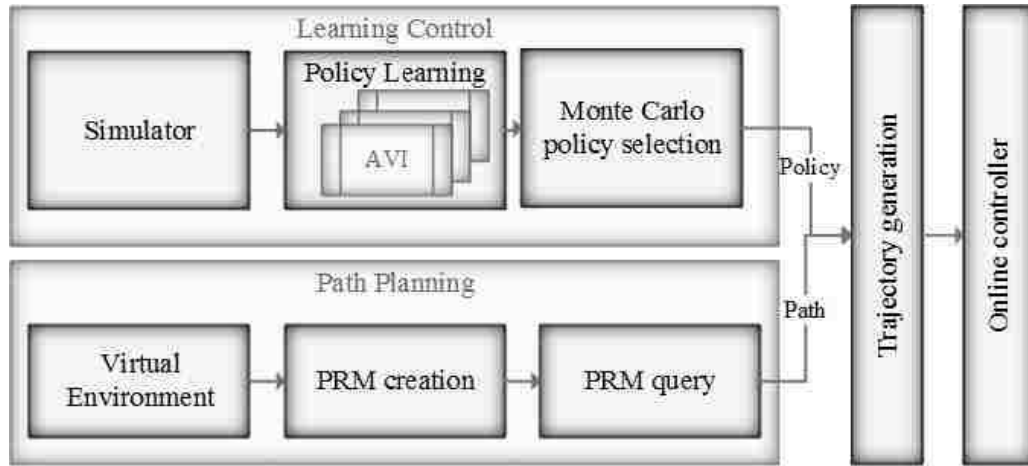 Learning Control
Simulator
Policy Learning
AVI
Monte Carlo
policy selection
Policy
Path Planning
Virtual
Environment
PRM creation
PRM query
Path
Trajectory generation
Online controller